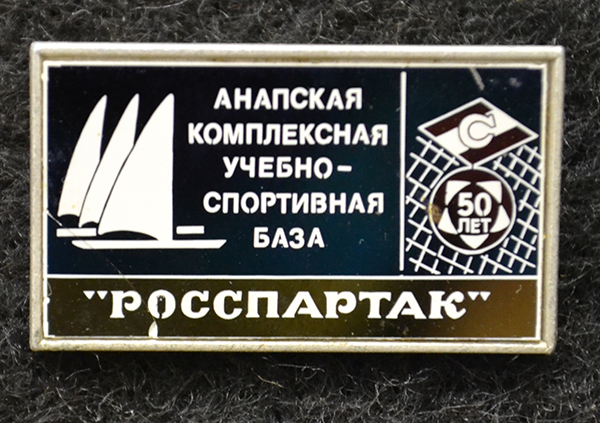 АНАПСКАЯ
КОМПЛЕКСНАЯ
УЧЕБНО-
СПОРТИВНАЯ
БАЗА
С
50
ЛЕТ
"РОССПАРТАК"